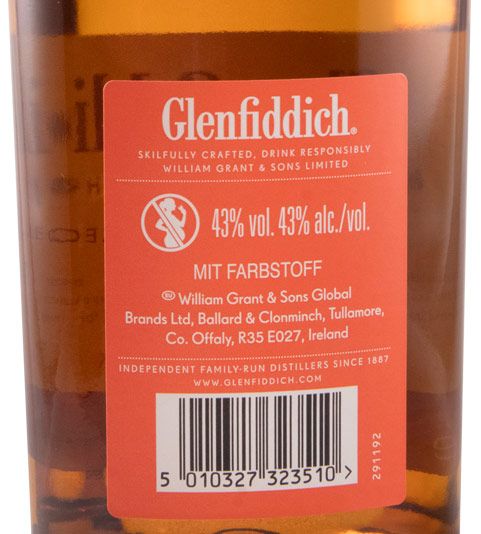 Glenfiddich®
SKILFULLY CRAFTED, DRINK RESPONSIBLY
WILLIAM GRANT & SONS LIMITED
43% vol. 43% alc./vol.
MIT FARBSTOFF
EU William Grant & Sons Global
Brands Ltd, Ballard & Clonminch, Tullamore,
Co. Offaly, R35 E027, Ireland
INDEPENDENT FAMILY-RUN DISTILLERS SINCE 1887
WWW.GLENFIDDICH.COM
5 010327 323510 >
291192